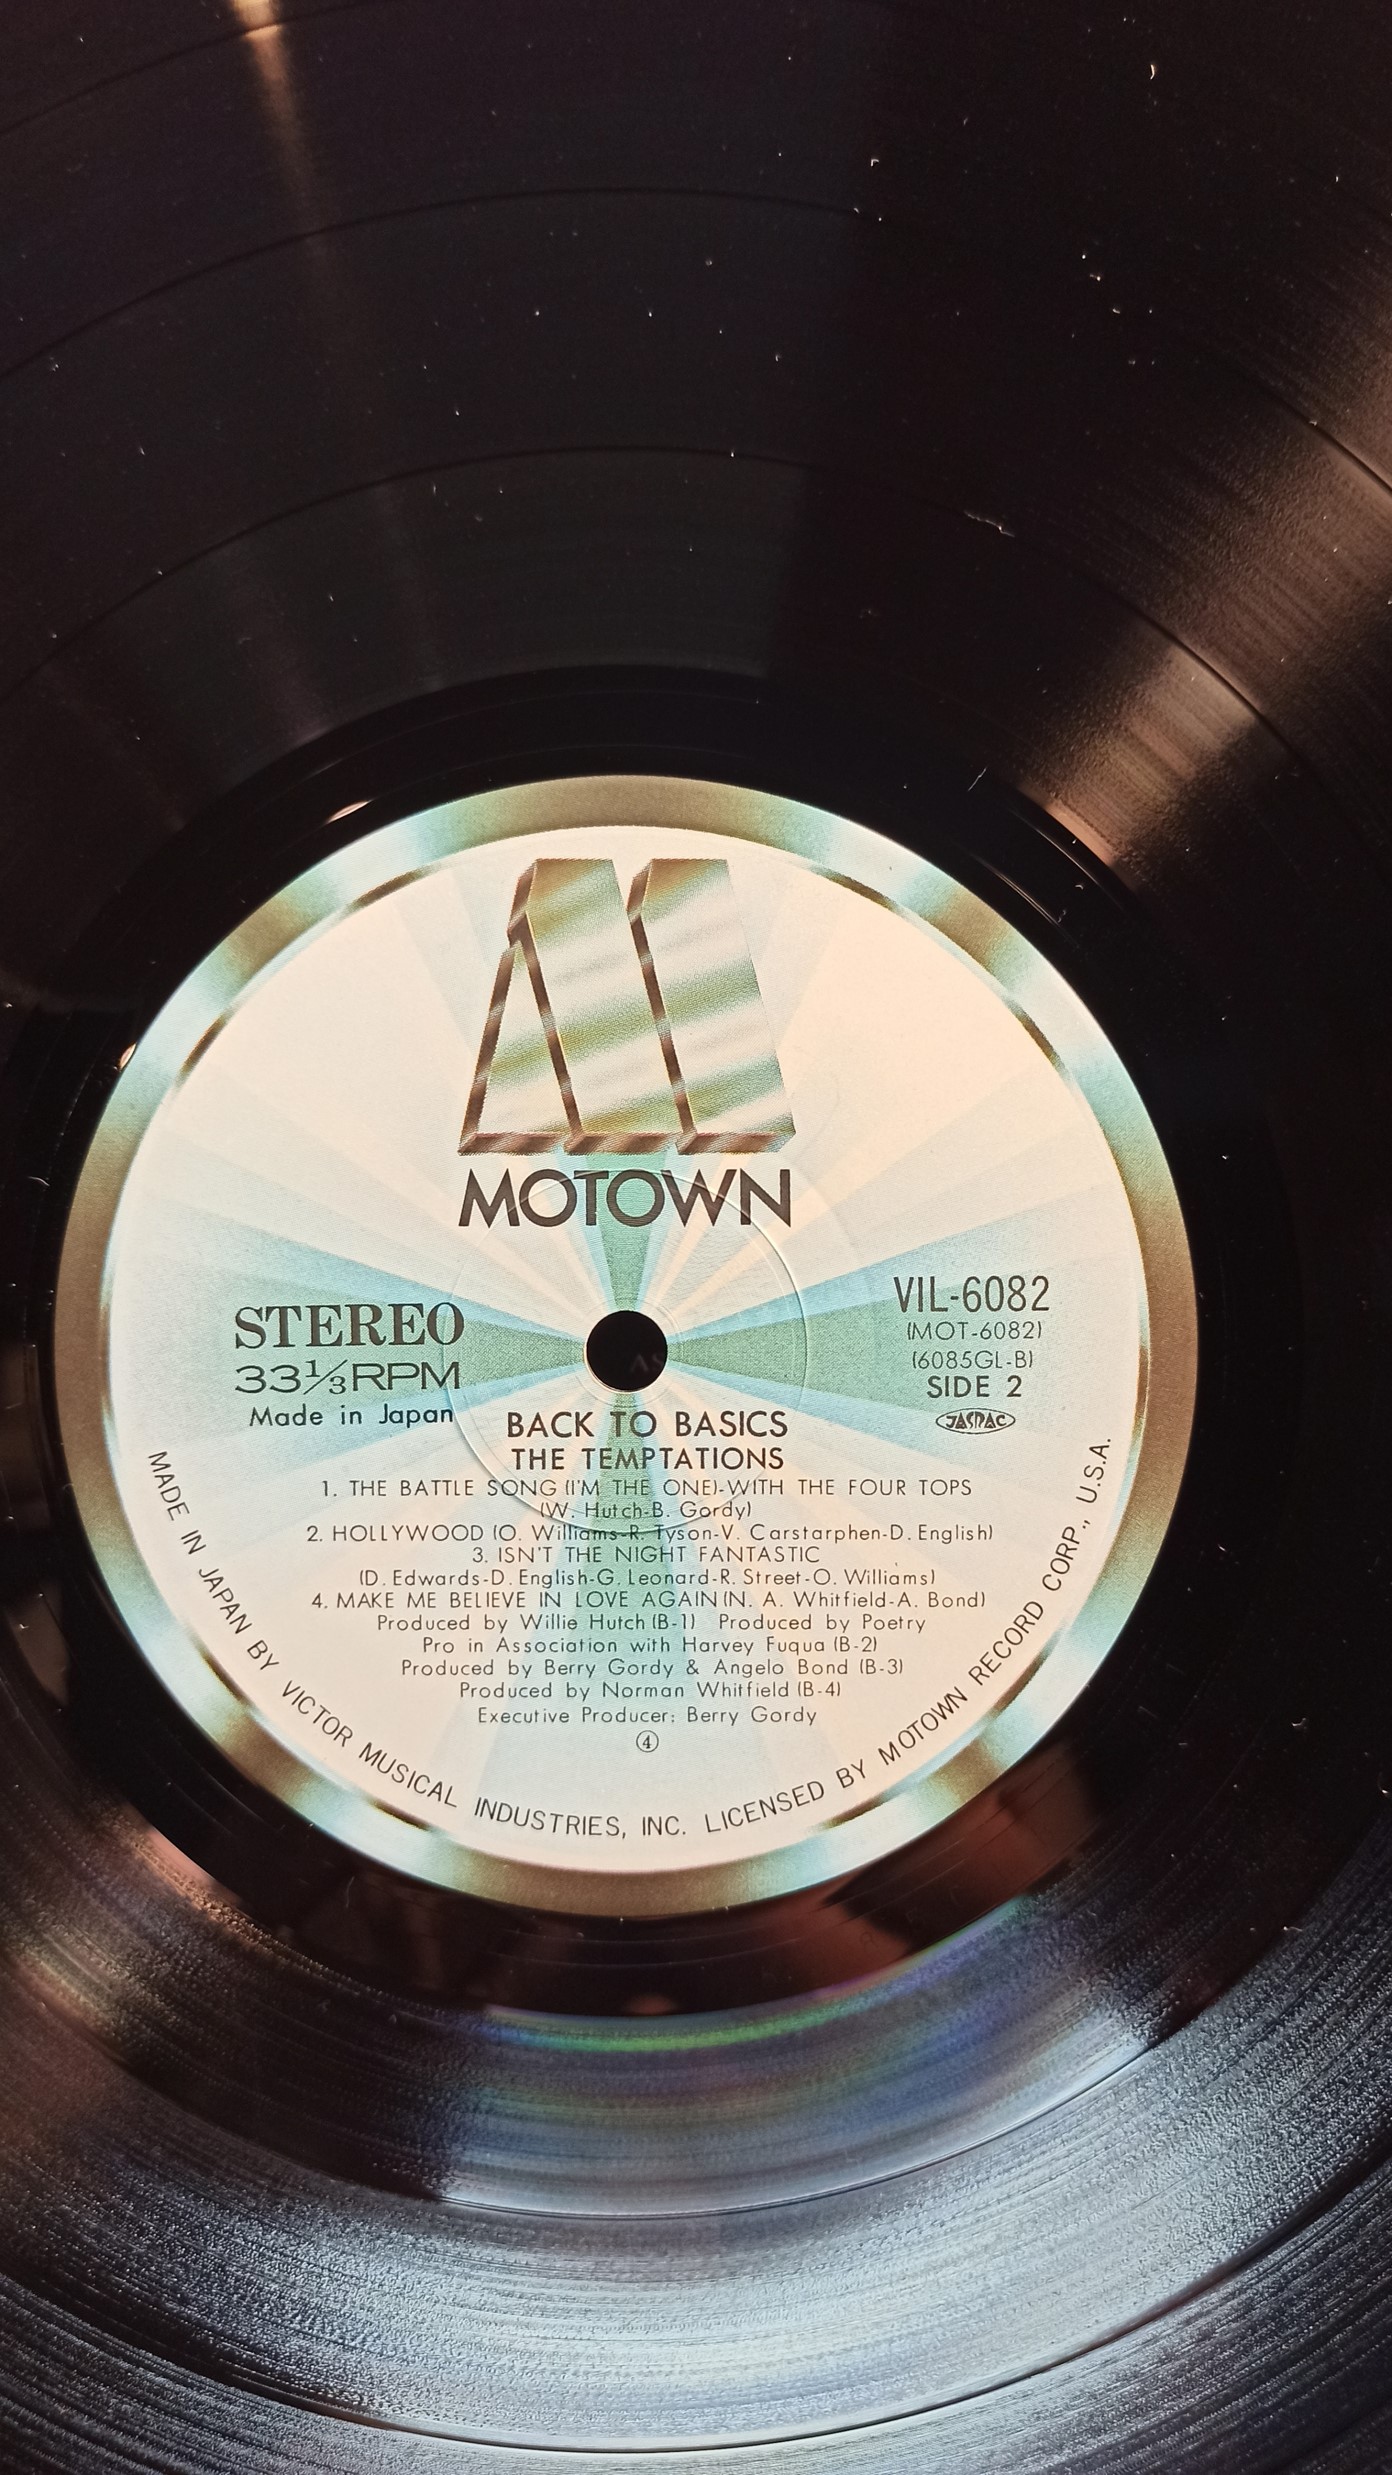 MOTOWN
STEREO
33⅓RPM
Made in Japan
VIL-6082
(MOT-6082)
(6085GL-B)
SIDE 2
JASRAC
BACK TO BASICS
THE TEMPTATIONS
1. THE BATTLE SONG (I'M THE ONE)-WITH THE FOUR TOPS
(W. Hutch-B. Gordy)
2. HOLLYWOOD (O. Williams-R. Tyson-V. Carstarphen-D. English)
3. ISN'T THE NIGHT FANTASTIC
(D. Edwards-D. English-G. Leonard-R. Street-O. Williams)
4. MAKE ME BELIEVE IN LOVE AGAIN (N. A. Whitfield-A. Bond)
Produced by Willie Hutch (B-1) Produced by Poetry
Pro in Association with Harvey Fuqua (B-2)
Produced by Berry Gordy & Angelo Bond (B-3)
Produced by Norman Whitfield (B-4)
Executive Producer: Berry Gordy
④
MADE IN JAPAN BY VICTOR MUSICAL INDUSTRIES, INC. LICENSED BY MOTOWN RECORD CORP., U.S.A.